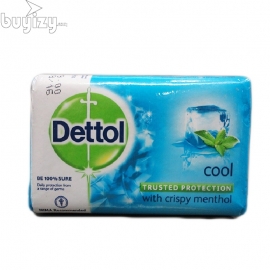 buyizy
Dettol
cool
TRUSTED PROTECTION
with crispy menthol
BE 100% SURE
Daily protection from
a range of germs